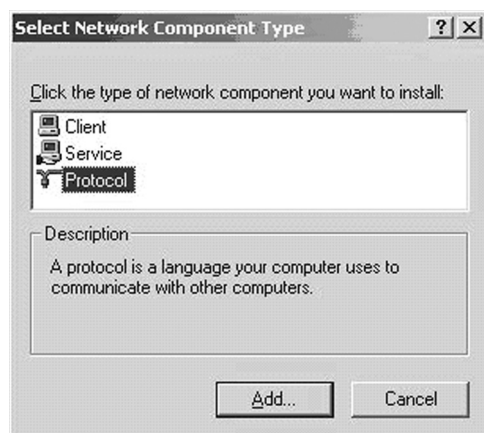 Select Network Component Type
Click the type of network component you want to install:
Client
Service
Protocol
Description
A protocol is a language your computer uses to
communicate with other computers.
Add...
Cancel